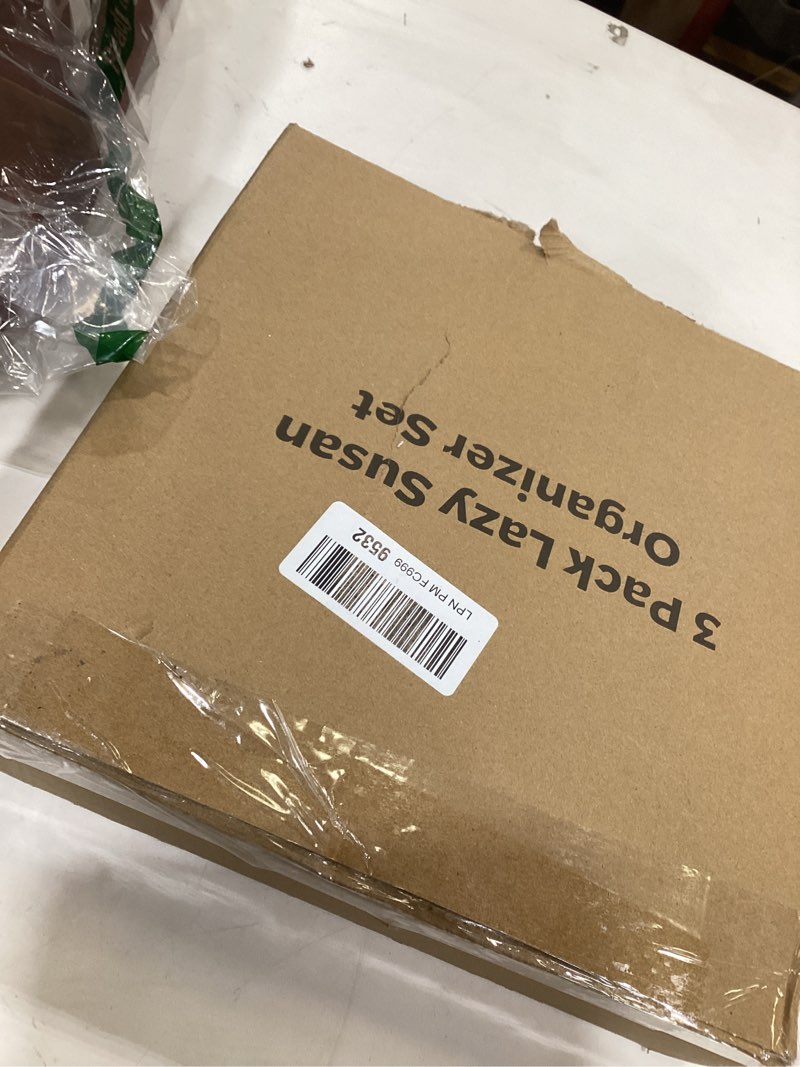 3 Pack Lazy Susan
Organizer Set
LPN PM FC999 9532